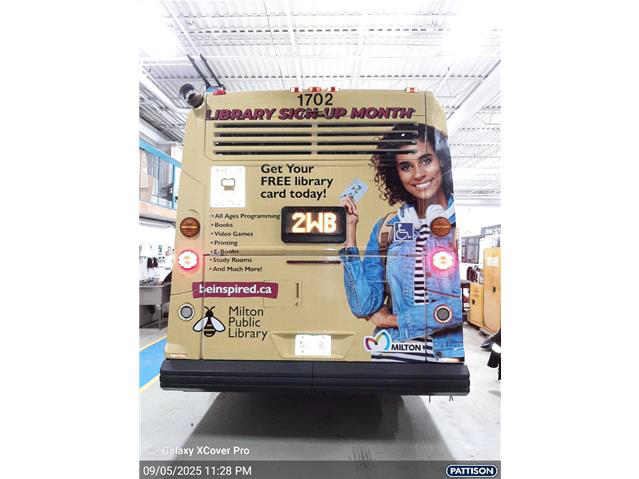 1702
LIBRARY SIGN-UP MONTH
Get Your
FREE library
card today!
• All Ages Programming
• Books
• Video Games
• Printing
• E-Books
• Study Rooms
• And Much More!
2WB
beinspired.ca
Milton
Public
Library
MILTON
Galaxy XCover Pro
09/05/2025 11:28 PM
PATTISON